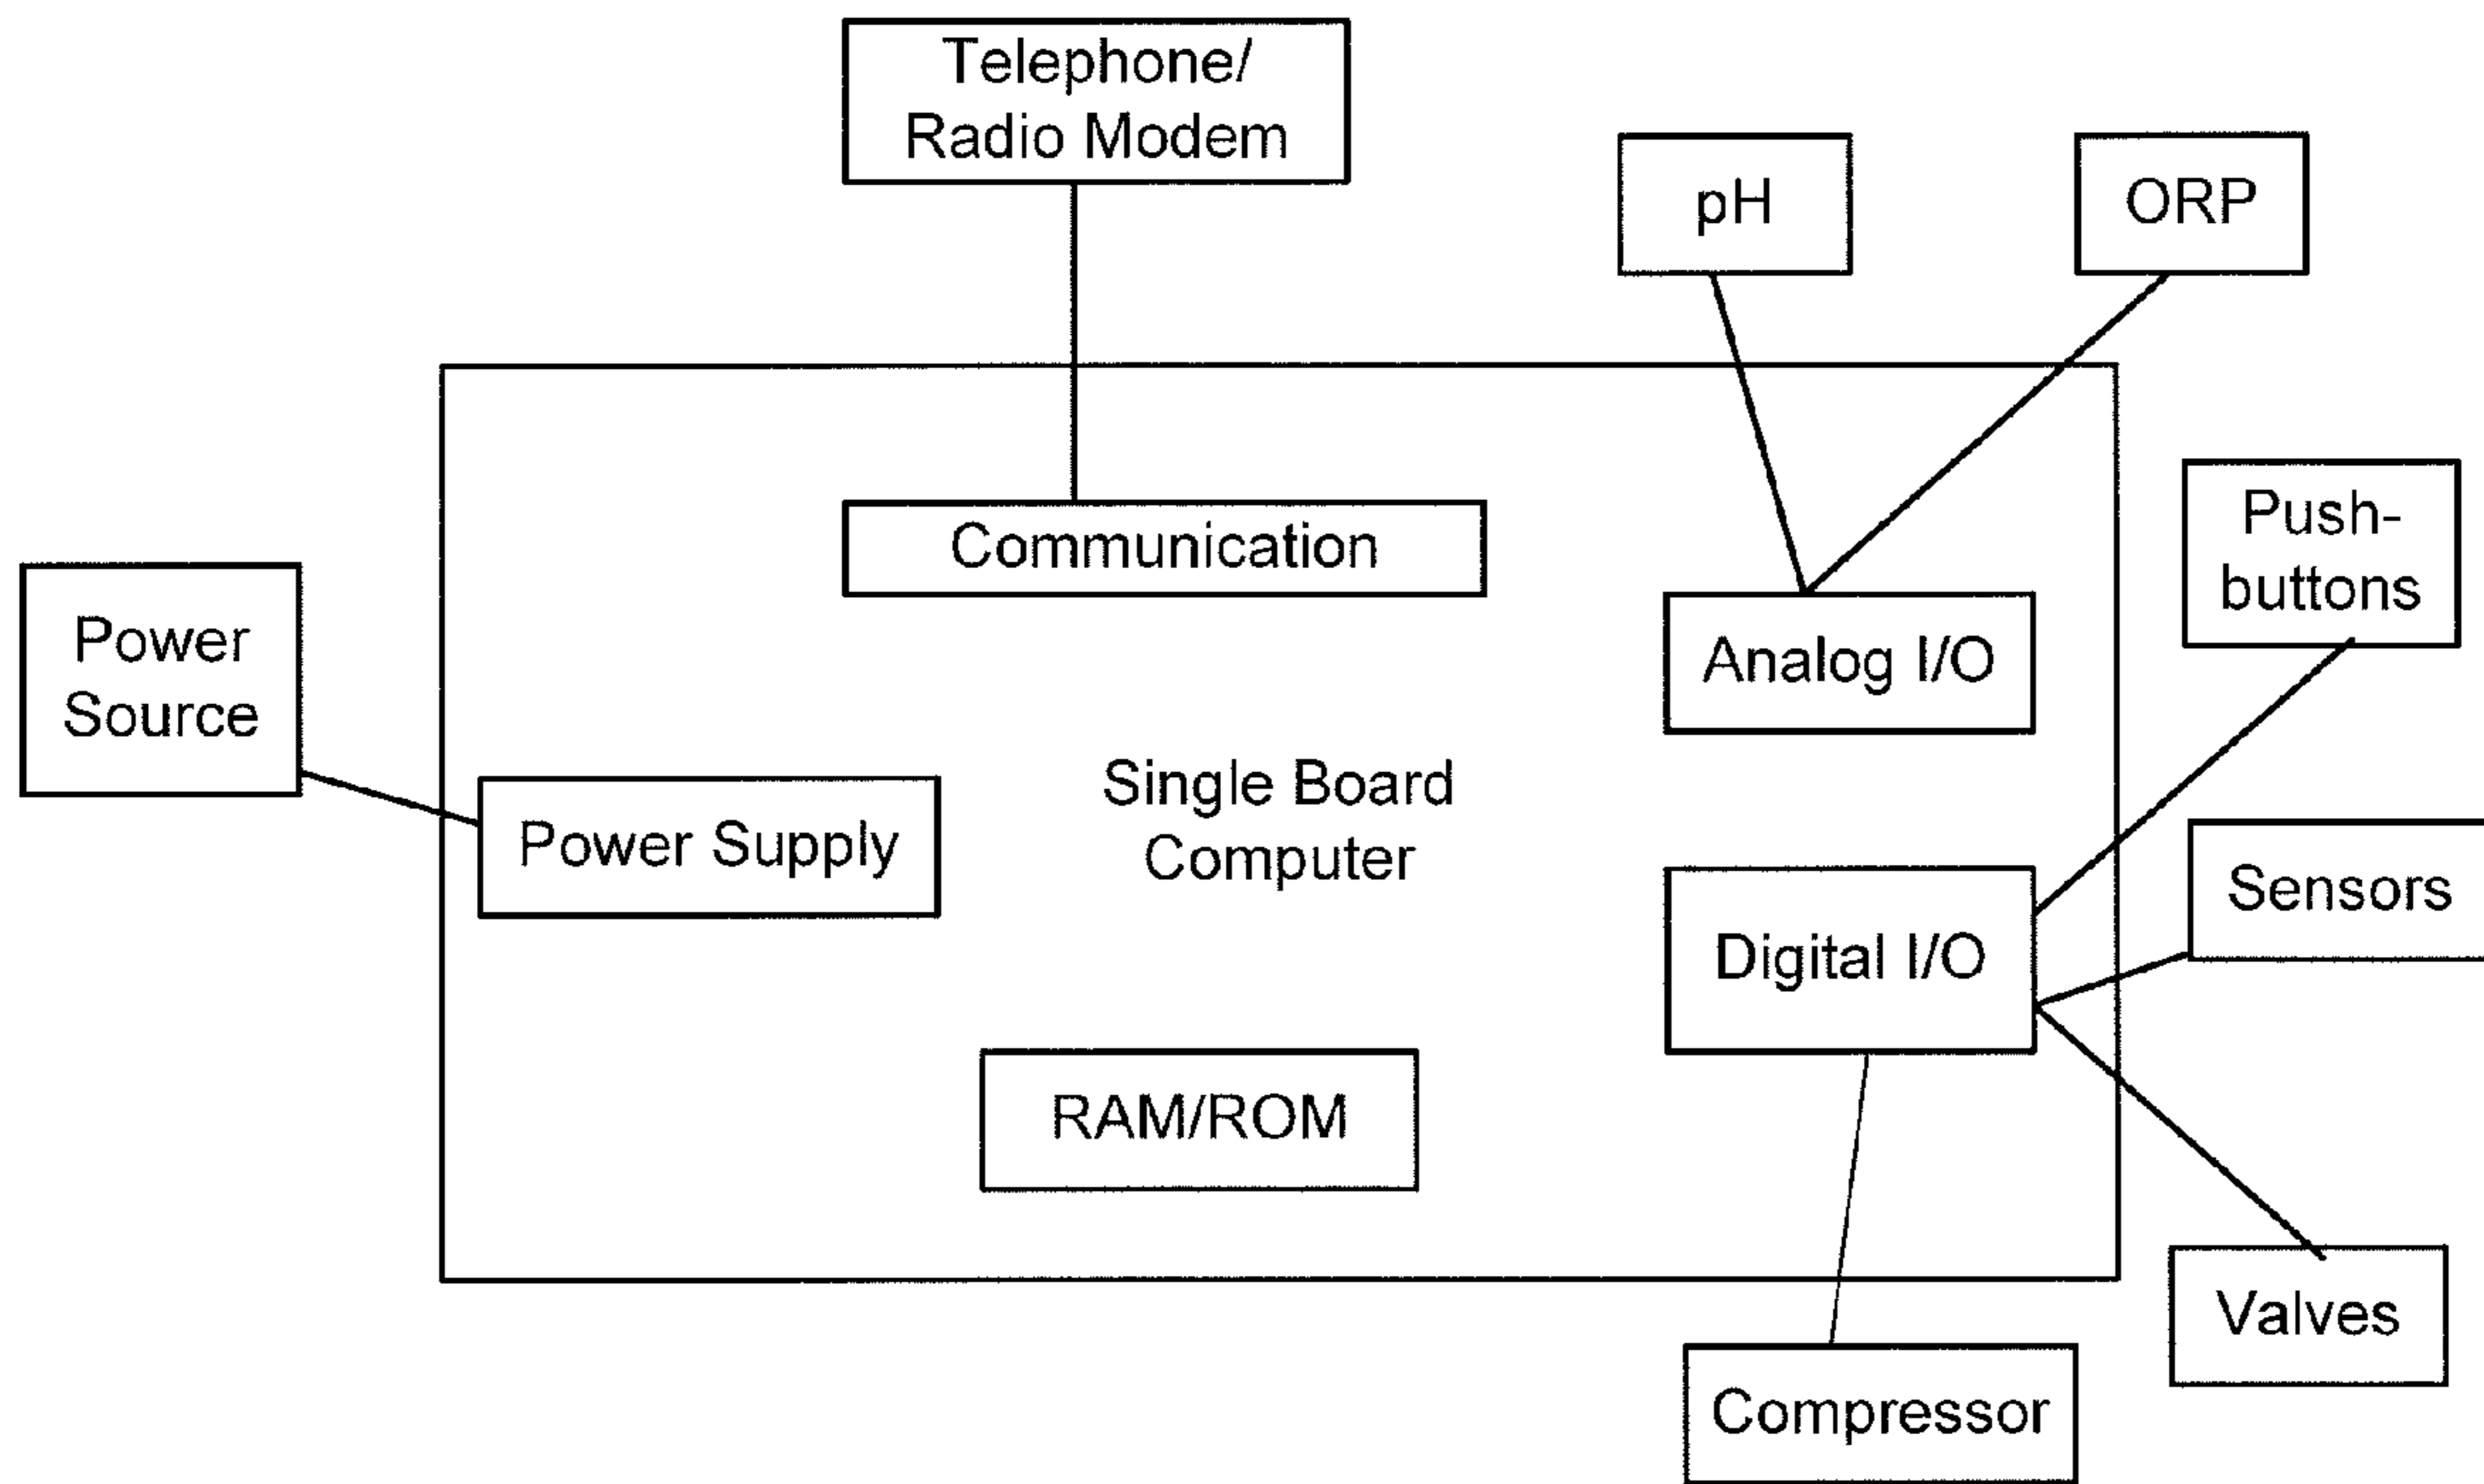 Telephone/
Radio Modem
pH
ORP
Communication
Push-
buttons
Power
Source
Analog I/O
Single Board
Computer
Power Supply
Sensors
Digital I/O
RAM/ROM
Valves
Compressor